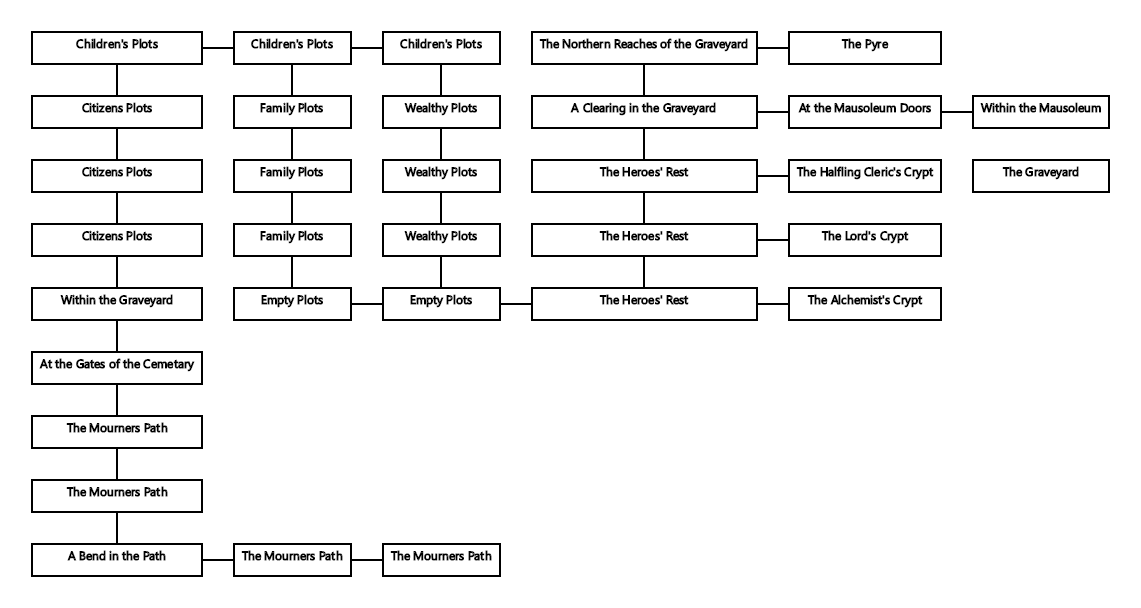 Children's Plots
Children's Plots
Children's Plots
The Northern Reaches of the Graveyard
The Pyre
Citizens Plots
Family Plots
Wealthy Plots
A Clearing in the Graveyard
At the Mausoleum Doors
Within the Mausoleum
Citizens Plots
Family Plots
Wealthy Plots
The Heroes' Rest
The Halfling Cleric's Crypt
The Graveyard
Citizens Plots
Family Plots
Wealthy Plots
The Heroes' Rest
The Lord's Crypt
Within the Graveyard
Empty Plots
Empty Plots
The Heroes' Rest
The Alchemist's Crypt
At the Gates of the Cemetary
The Mourners Path
The Mourners Path
A Bend in the Path
The Mourners Path
The Mourners Path